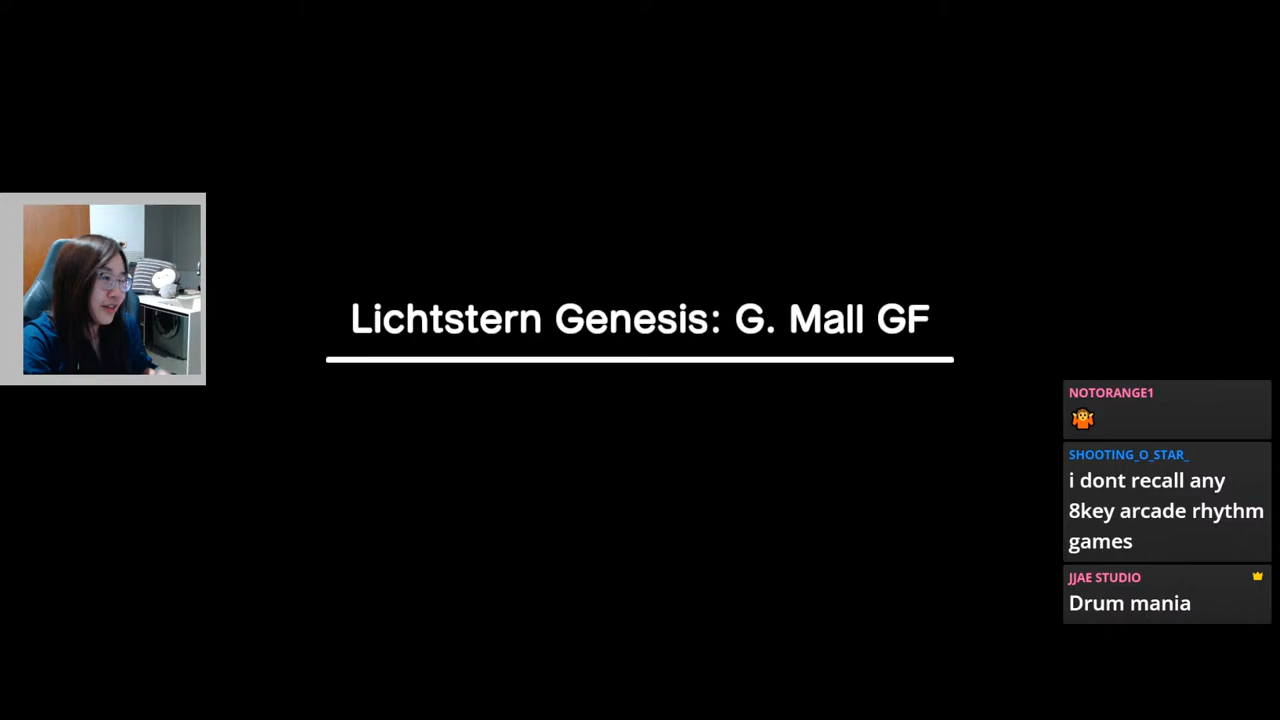 Lichtstern Genesis: G. Mall GF
NOTORANGE1
SHOOTING_O_STAR_
i dont recall any
8key arcade rhythm
games
JJAE STUDIO
Drum mania